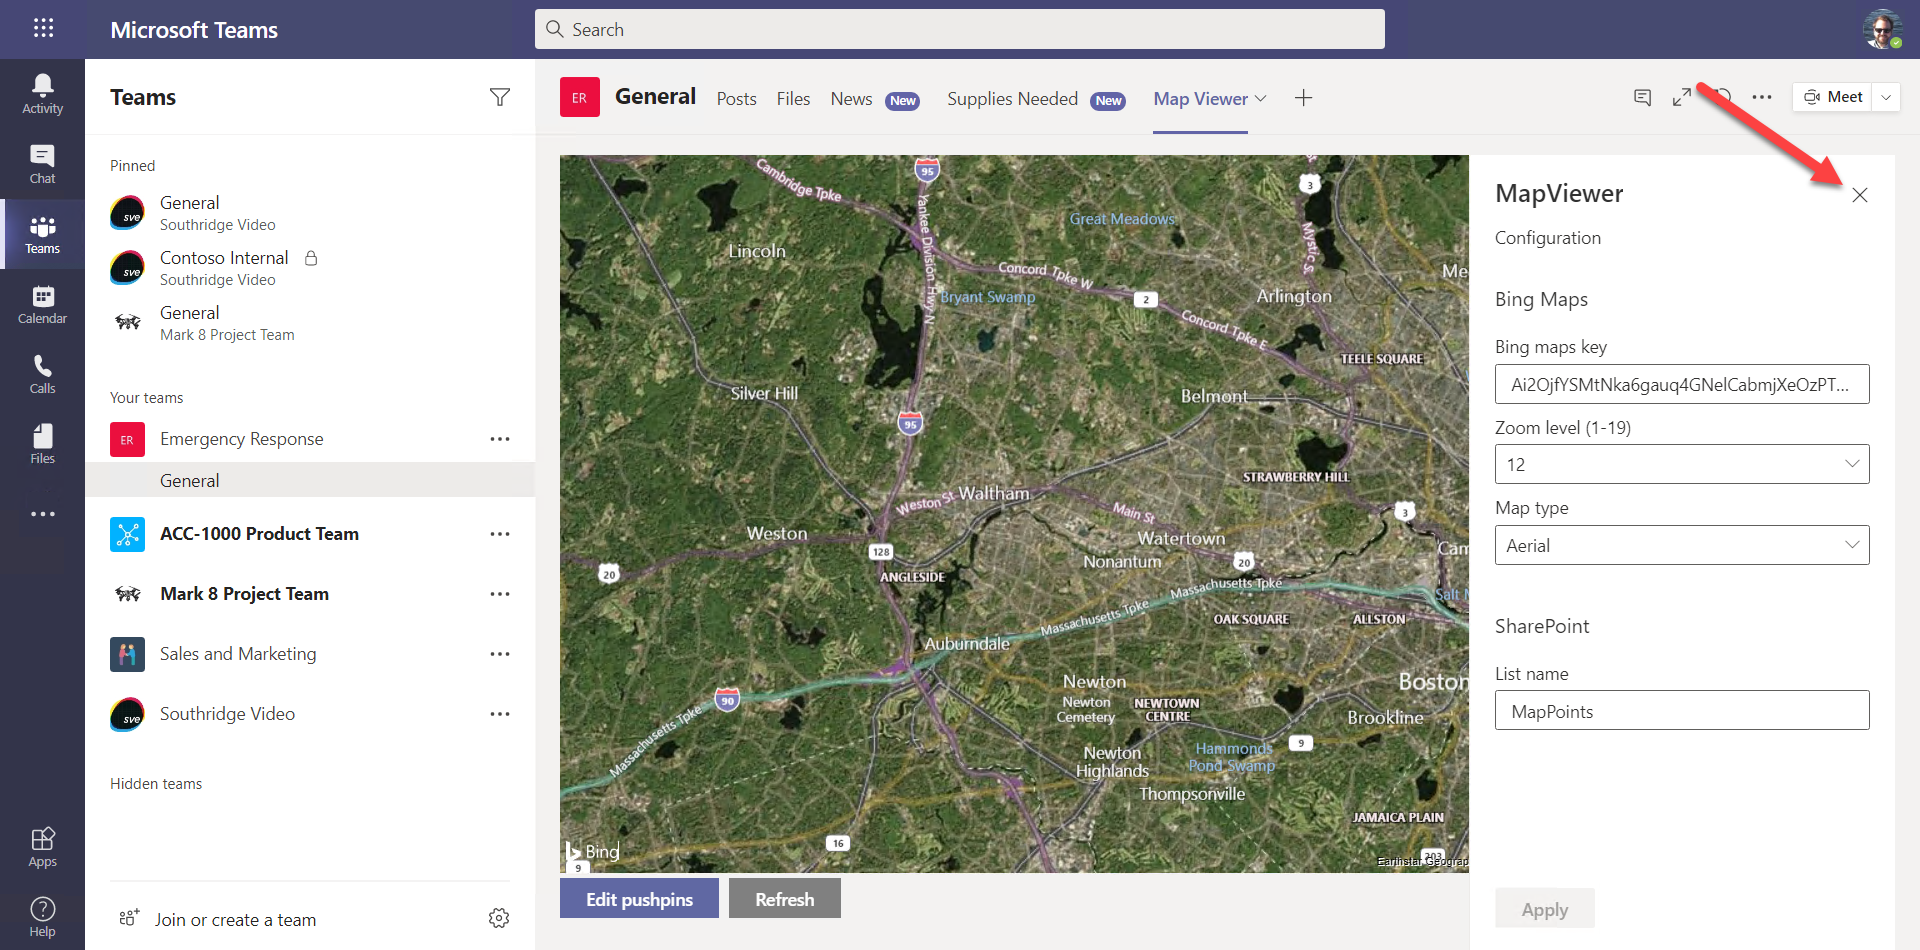 Microsoft Teams
Search
Activity
Chat
Teams
Calendar
Calls
Files
Apps
Help
Teams
Pinned
sve
General
Southridge Video
sve
Contoso Internal
Southridge Video
General
Mark 8 Project Team
Your teams
ER
Emergency Response
General
ACC-1000 Product Team
Mark 8 Project Team
Sales and Marketing
sve
Southridge Video
Hidden teams
Join or create a team
ER
General
Posts
Files
News
New
Supplies Needed
New
Map Viewer
Meet
Cambridge Tpke
95
3
Great Meadows
Yankee Division Hwy N
Mystic S
Lincoln
Concord Tpke W
Me
Bryant Swamp
2
Arlington
Concord Tpke E
TEELE SQUARE
Silver Hill
Belmont
95
STRAWBERRY HILL
Weston St
Waltham
Main St
3
Weston
Watertown
128
Cam
Nonantum
20
20
ANGLESIDE
Massachusetts Tpke
Salt
Massachusetts Tpke
OAK SQUARE
ALLSTON
Auburndale
Newton
Boston
90
Newton
Cemetery
NEWTOWN
CENTRE
Brookline
Massachusetts Tpke
9
Hammonds
Pond Swamp
Newton
Highlands
Thompsonville
JAMAICA PLAIN
16
Bing
9
203
Earthstar Geograp
Edit pushpins
Refresh
MapViewer
Configuration
Bing Maps
Bing maps key
Ai2OjfYSMtNka6gauq4GNelCabmjXeOzPT...
Zoom level (1-19)
12
Map type
Aerial
SharePoint
List name
MapPoints
Apply